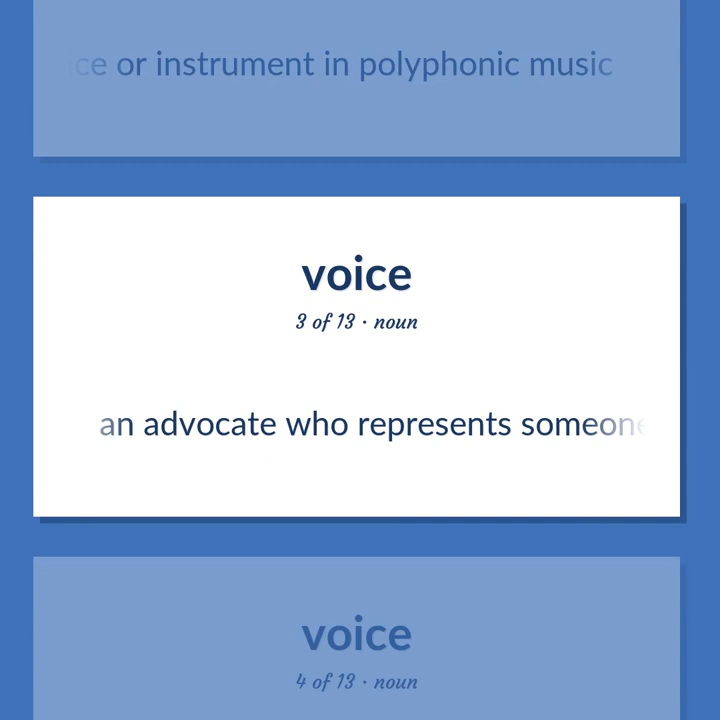 or instrument in polyphonic music
voice
3 of 13 · noun
an advocate who represents someone
voice
4 of 13 · noun